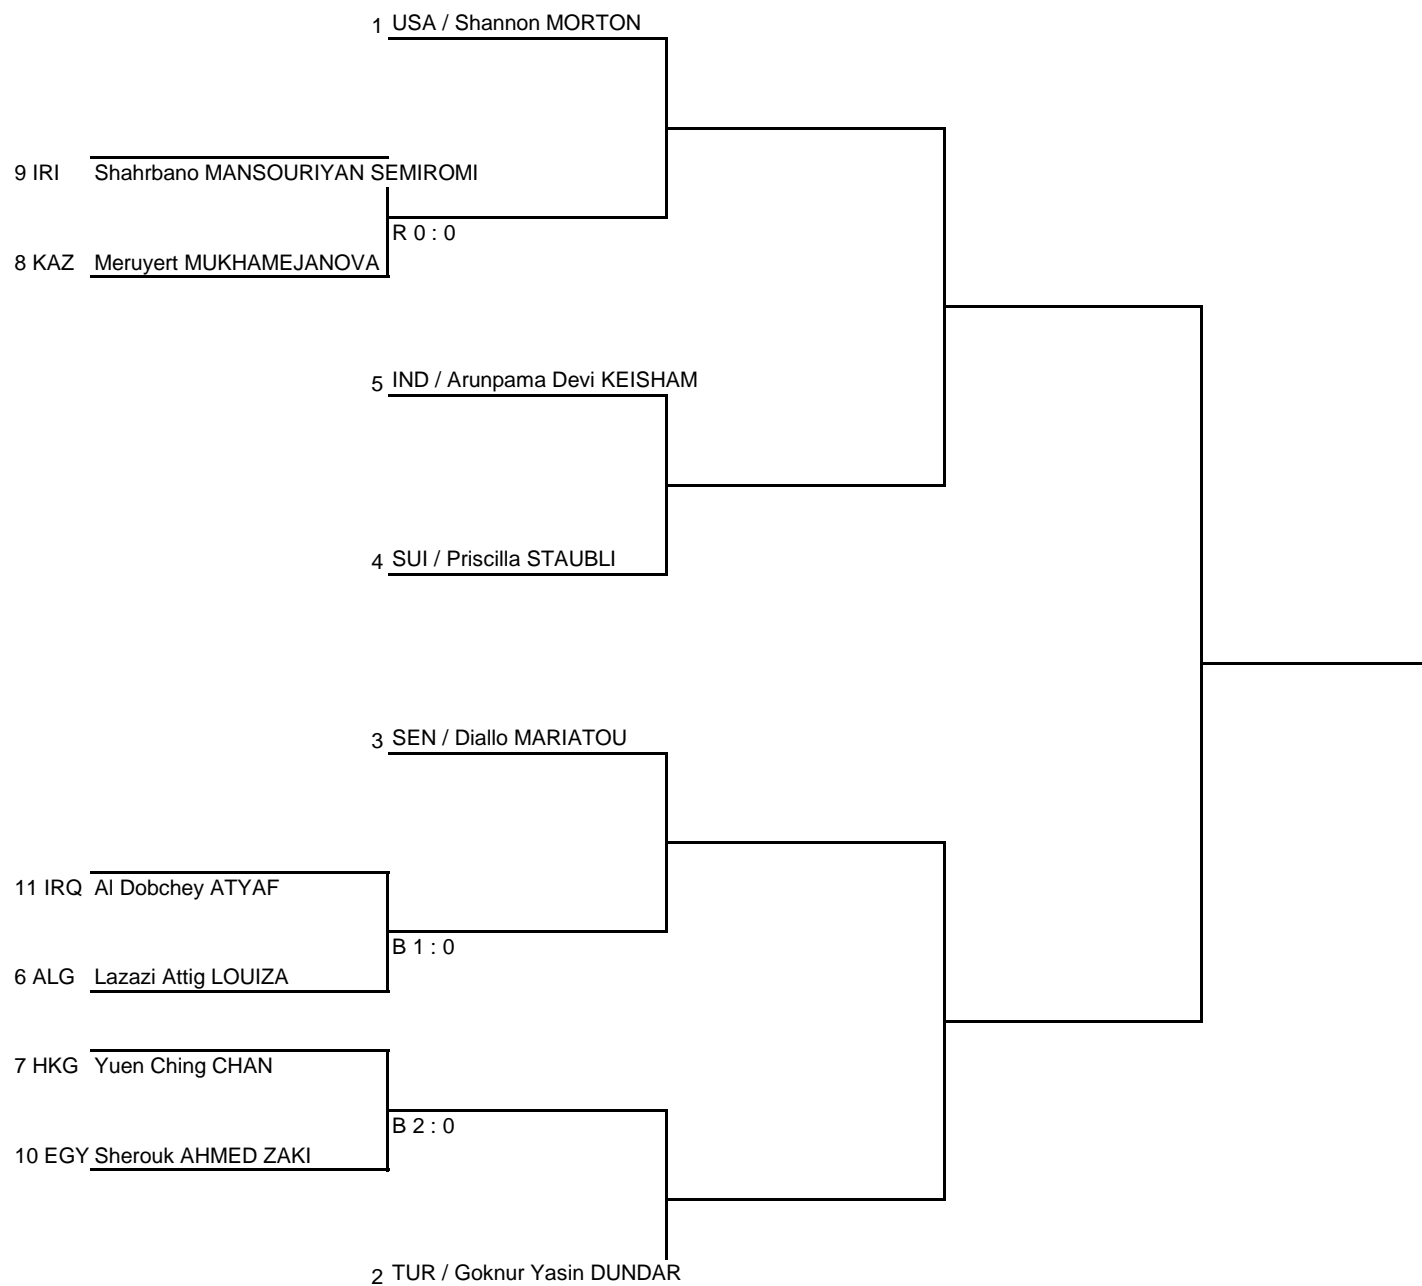 1 USA / Shannon MORTON
9 IRI Shahrbano MANSOURIYAN SEMIROMI
R 0 : 0
8 KAZ Meruyert MUKHAMEJANOVA
5 IND / Arunpama Devi KEISHAM
4 SUI / Priscilla STAUBLI
3 SEN / Diallo MARIATOU
11 IRQ Al Dobchey ATYAF
B 1 : 0
6 ALG Lazazi Attig LOUIZA
7 HKG Yuen Ching CHAN
B 2 : 0
10 EGY Sherouk AHMED ZAKI
2 TUR / Goknur Yasin DUNDAR